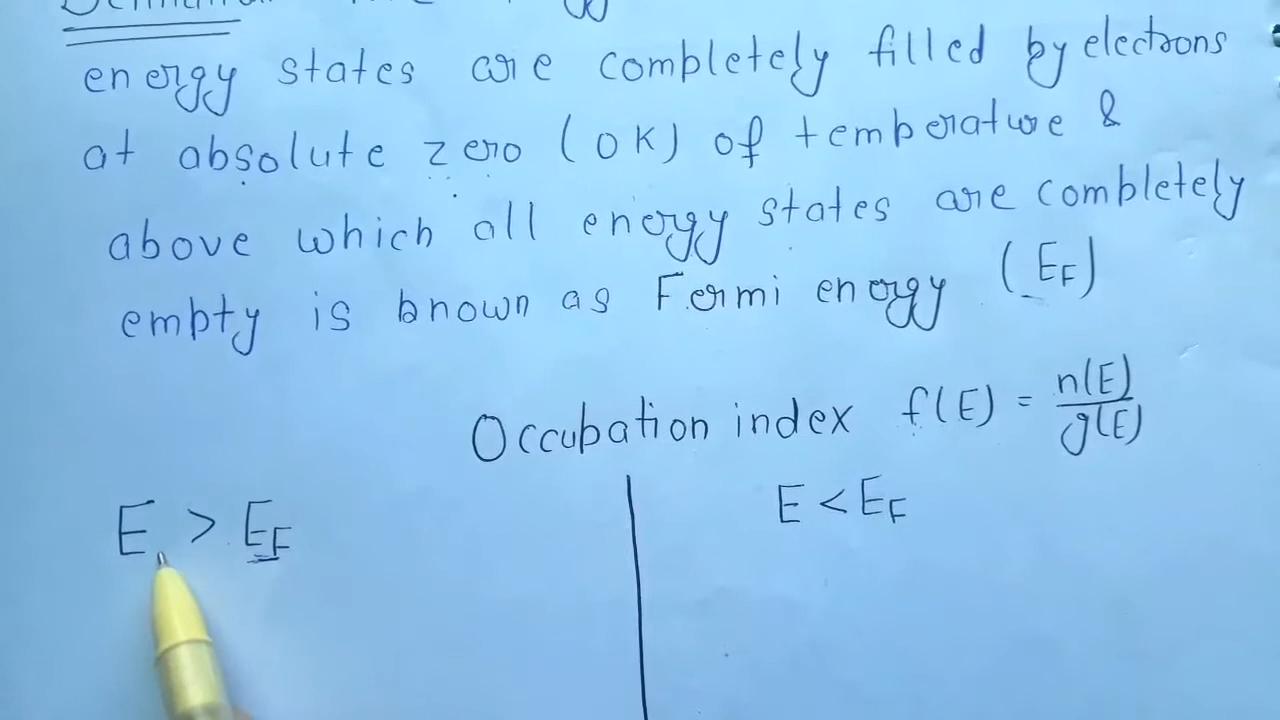 energy states are completely filled by electrons
at absolute zero (0K) of temperature &
above which all energy states are completely
empty is known as Fermi energy (EF)
Occupation index f(E) = n(E)/g(E)
E > EF
E < EF